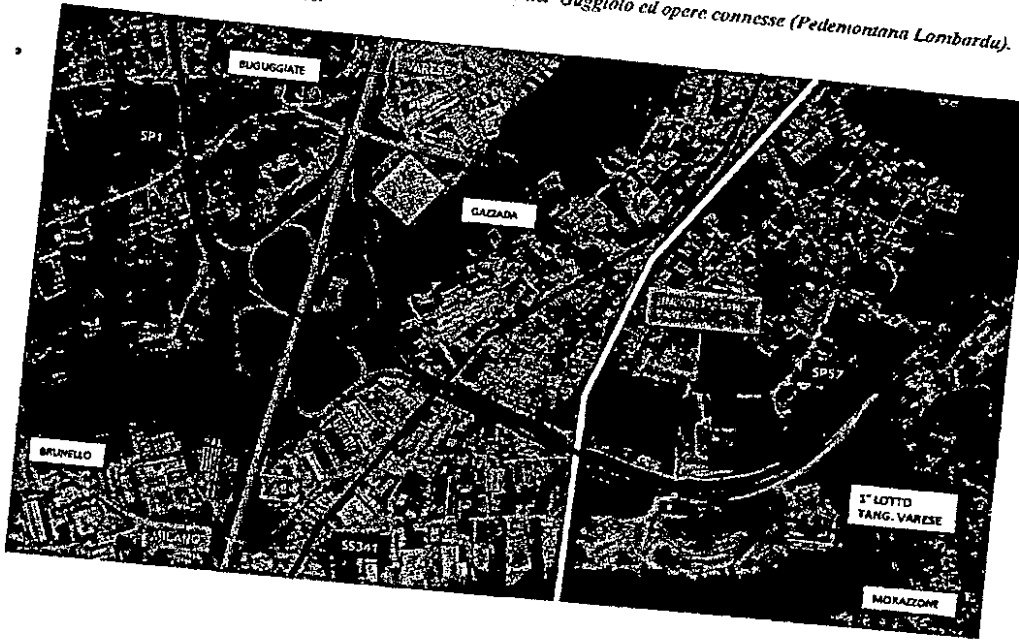 Gaggiolo ed opere connesse (Pedemontana Lombarda).
BUGUGGIATE
VARESE
SP1
GAZZADA
SP57
BRUNELLO
MILANO
SS341
1° LOTTO
TANG. VARESE
MORAZZONE